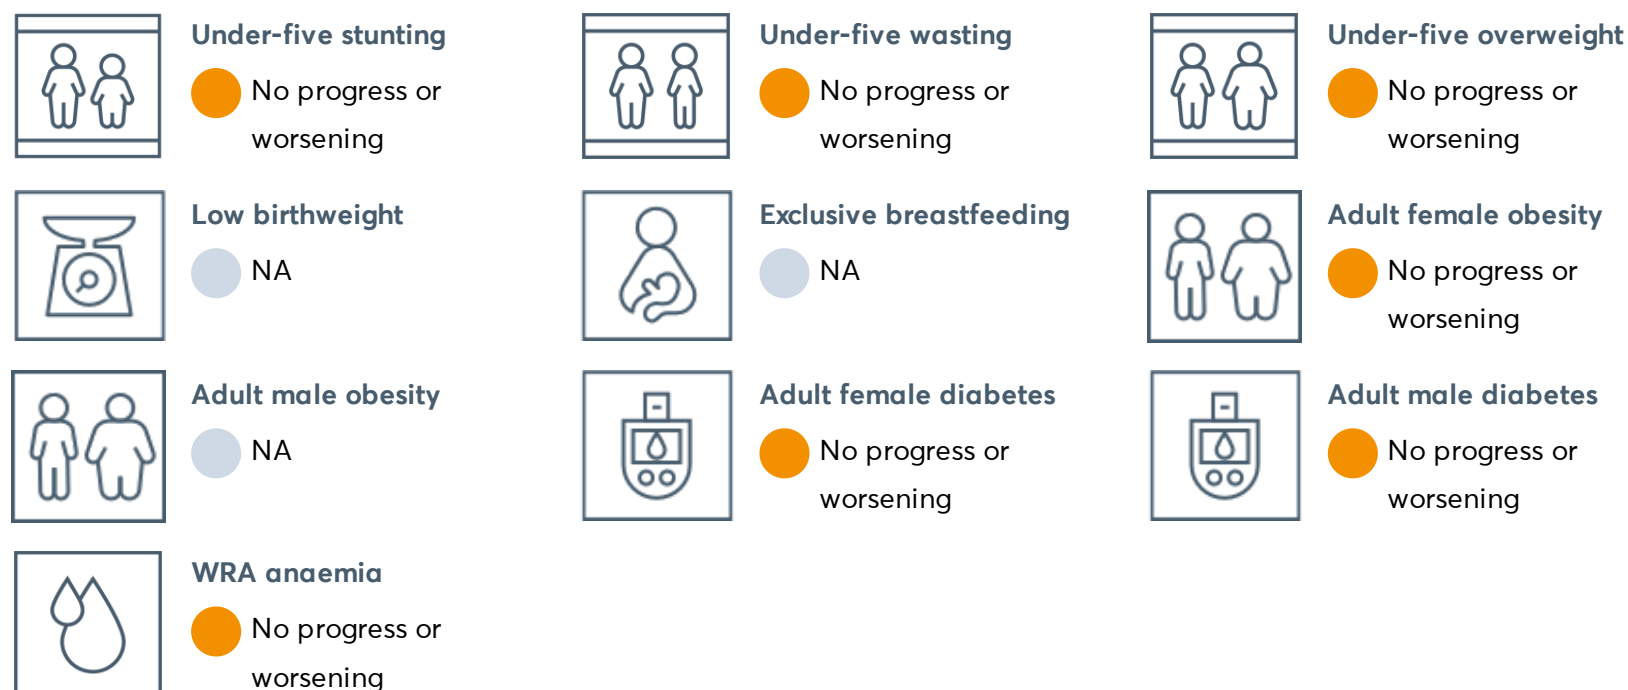 Under-five stunting
No progress or
worsening
Under-five wasting
No progress or
worsening
Under-five overweight
No progress or
worsening
Low birthweight
NA
Exclusive breastfeeding
NA
Adult female obesity
No progress or
worsening
Adult male obesity
NA
Adult female diabetes
No progress or
worsening
Adult male diabetes
No progress or
worsening
WRA anaemia
No progress or
worsening